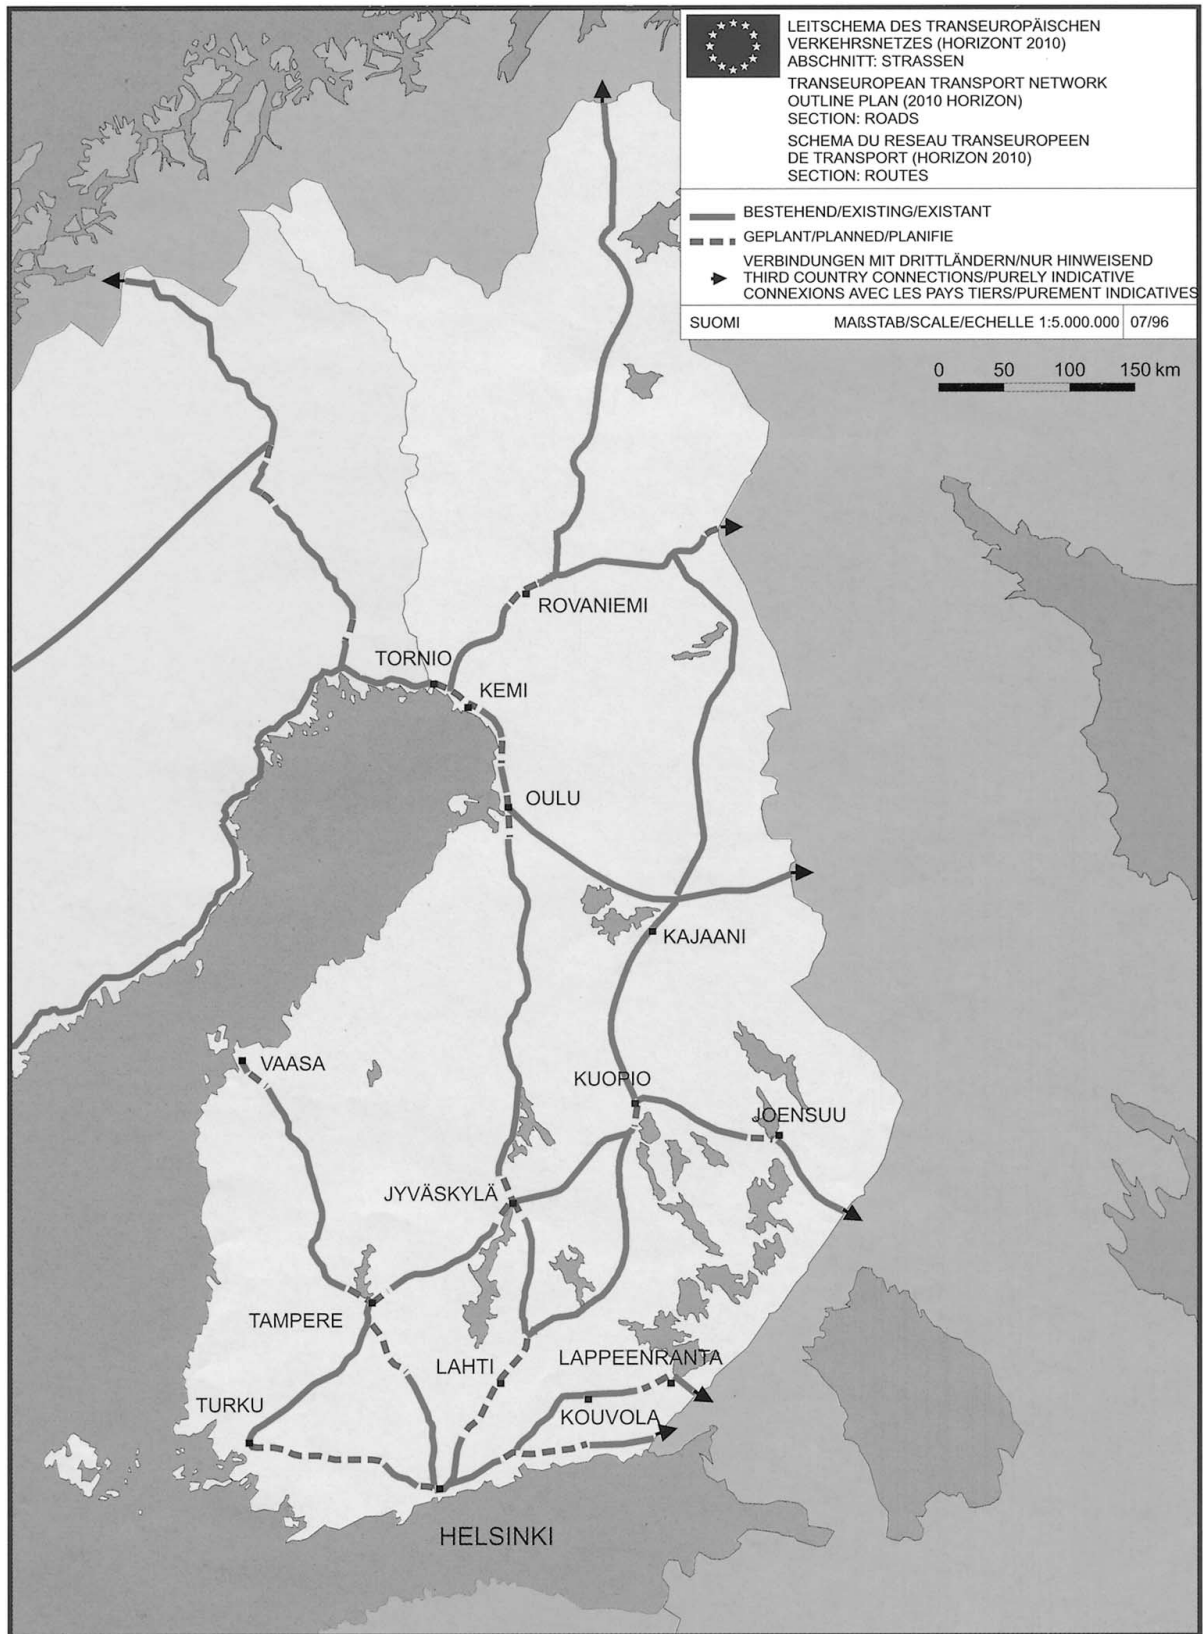 LEITSCHEMA DES TRANSEUROPÄISCHEN
VERKEHRSNETZES (HORIZONT 2010)
ABSCHNITT: STRASSEN
TRANSEUROPEAN TRANSPORT NETWORK
OUTLINE PLAN (2010 HORIZON)
SECTION: ROADS
SCHEMA DU RESEAU TRANSEUROPEEN
DE TRANSPORT (HORIZON 2010)
SECTION: ROUTES
BESTEHEND/EXISTING/EXISTANT
GEPLANT/PLANNED/PLANIFIE
VERBINDUNGEN MIT DRITTLÄNDERN/NUR HINWEISEND
THIRD COUNTRY CONNECTIONS/PURELY INDICATIVE
CONNEXIONS AVEC LES PAYS TIERS/PUREMENT INDICATIVES
SUOMI MAßSTAB/SCALE/ECHELLE 1:5.000.000 07/96
0 50 100 150 km
ROVANIEMI
TORNIO
KEMI
OULU
KAJAANI
VAASA
KUOPIO
JOENSUU
JYVÄSKYLÄ
TAMPERE
LAHTI
LAPPEENRANTA
TURKU
KOUVOLA
HELSINKI